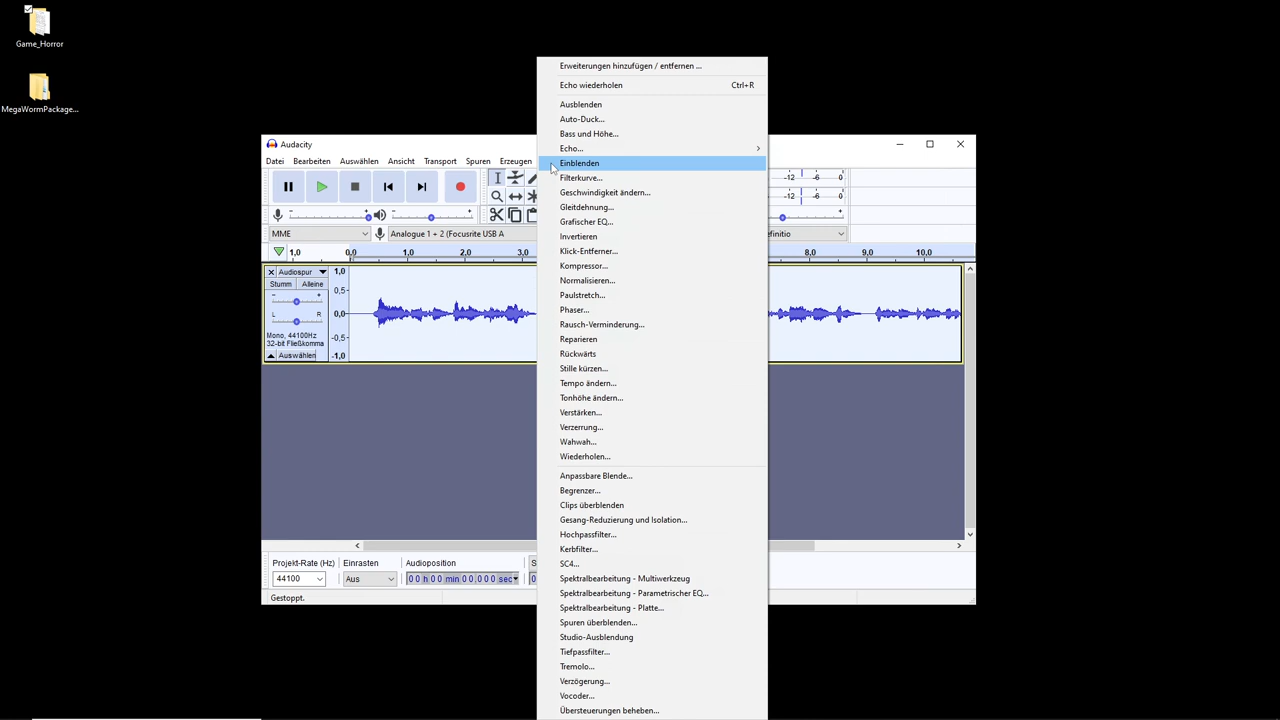 Game_Horror
MegaWormPackage...
Audacity
Datei Bearbeiten Auswählen Ansicht Transport Spuren Erzeugen
MME
Analogue 1 + 2 (Focusrite USB A
-12 -6 0
-12 -6 0
definitio
1,0 0,0 1,0 2,0 3,0 8,0 9,0 10,0
Audiospur
Stumm Alleine
- +
L R
Mono, 44100Hz
32-bit Fließkomma
Auswählen
1,0
0,5
0,0
-0,5
-1,0
Erweiterungen hinzufügen / entfernen ...
Echo wiederholen Ctrl+R
Ausblenden
Auto-Duck...
Bass und Höhe...
Echo...
Einblenden
Filterkurve...
Geschwindigkeit ändern...
Gleitdehnung...
Grafischer EQ...
Invertieren
Klick-Entferner...
Kompressor...
Normalisieren...
Paulstretch...
Phaser...
Rausch-Verminderung...
Reparieren
Rückwärts
Stille kürzen...
Tempo ändern...
Tonhöhe ändern...
Verstärken...
Verzerrung...
Wahwah...
Wiederholen...
Anpassbare Blende...
Begrenzer...
Clips überblenden
Gesang-Reduzierung und Isolation...
Hochpassfilter...
Kerbfilter...
SC4...
Spektralbearbeitung - Multiwerkzeug
Spektralbearbeitung - Parametrischer EQ...
Spektralbearbeitung - Platte...
Spuren überblenden...
Studio-Ausblendung
Tiefpassfilter...
Tremolo...
Verzögerung...
Vocoder...
Übersteuerungen beheben...
Projekt-Rate (Hz) Einrasten Audioposition S
44100 Aus 00 h 00 min 00.000 sec 0
Gestoppt.